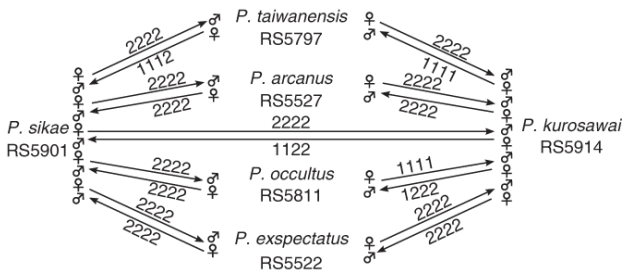 ♂ P. taiwanensis ♀
♀ RS5797 ♂
2222
1112
2222
1111
♂ P. arcanus ♀
♀ RS5527 ♂
2222
2222
2222
2222
♀
♂
♀
♂
♀
♂
♀
♂
P. sikae
RS5901
2222
1122
♂
♀
♂
♀
♂
♀
♂
♀
P. kurosawai
RS5914
2222
2222
♂ P. occultus ♀
♀ RS5811 ♂
1111
1222
2222
2222
♂ P. exspectatus ♀
♀ RS5522 ♂
2222
2222